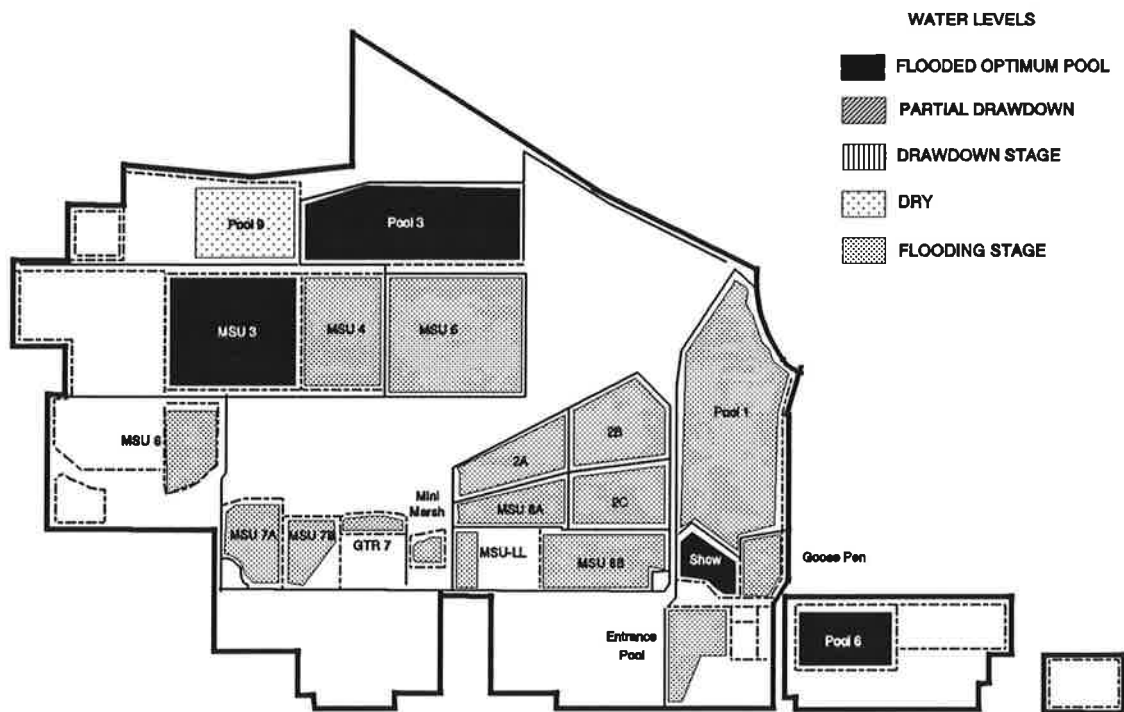 WATER LEVELS
FLOODED OPTIMUM POOL
PARTIAL DRAWDOWN
DRAWDOWN STAGE
DRY
FLOODING STAGE
Pool 9
Pool 3
MSU 3
MSU 4
MSU 5
Pool 1
MSU 6
2A
2B
2C
MSU 8A
Mini
Marsh
MSU 7A
MSU 7B
GTR 7
MSU-LL
MSU 8B
Show
Goose Pen
Entrance
Pool
Pool 6